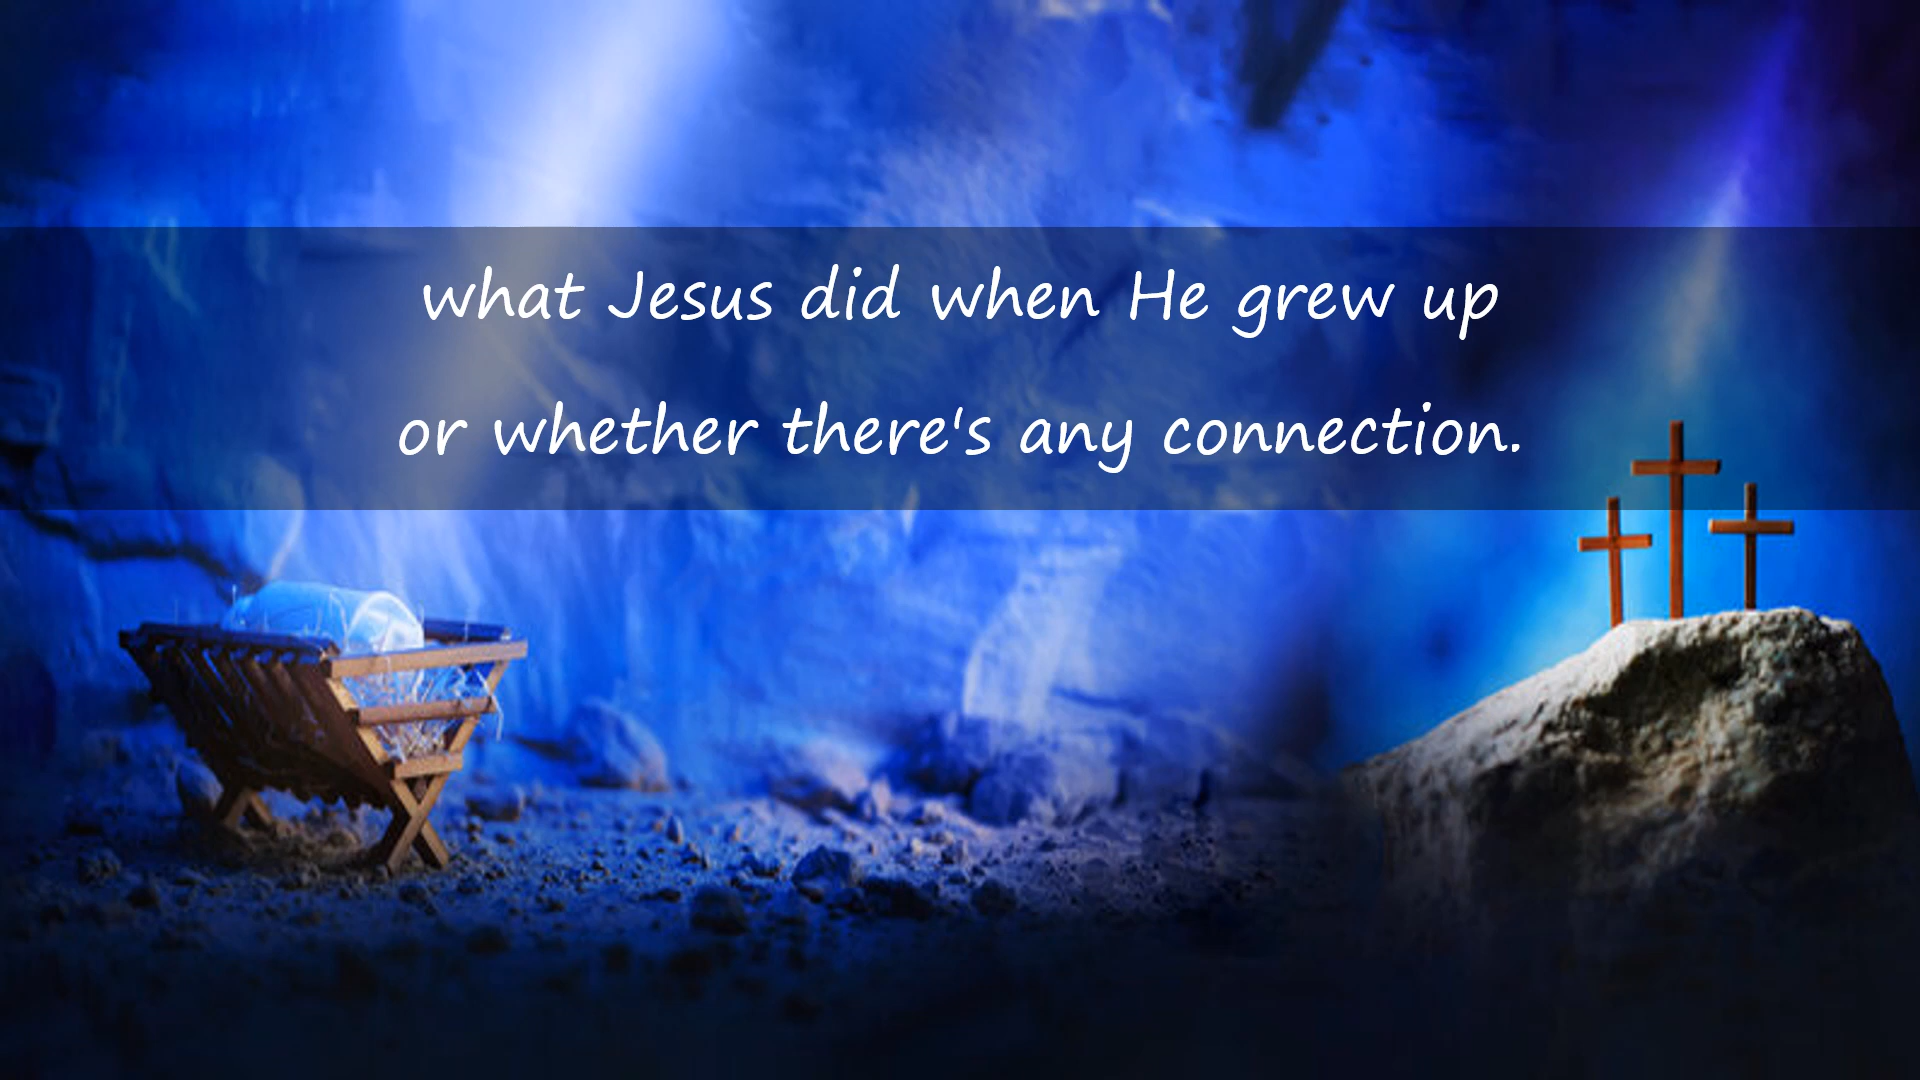 what Jesus did when He grew up
or whether there's any connection.